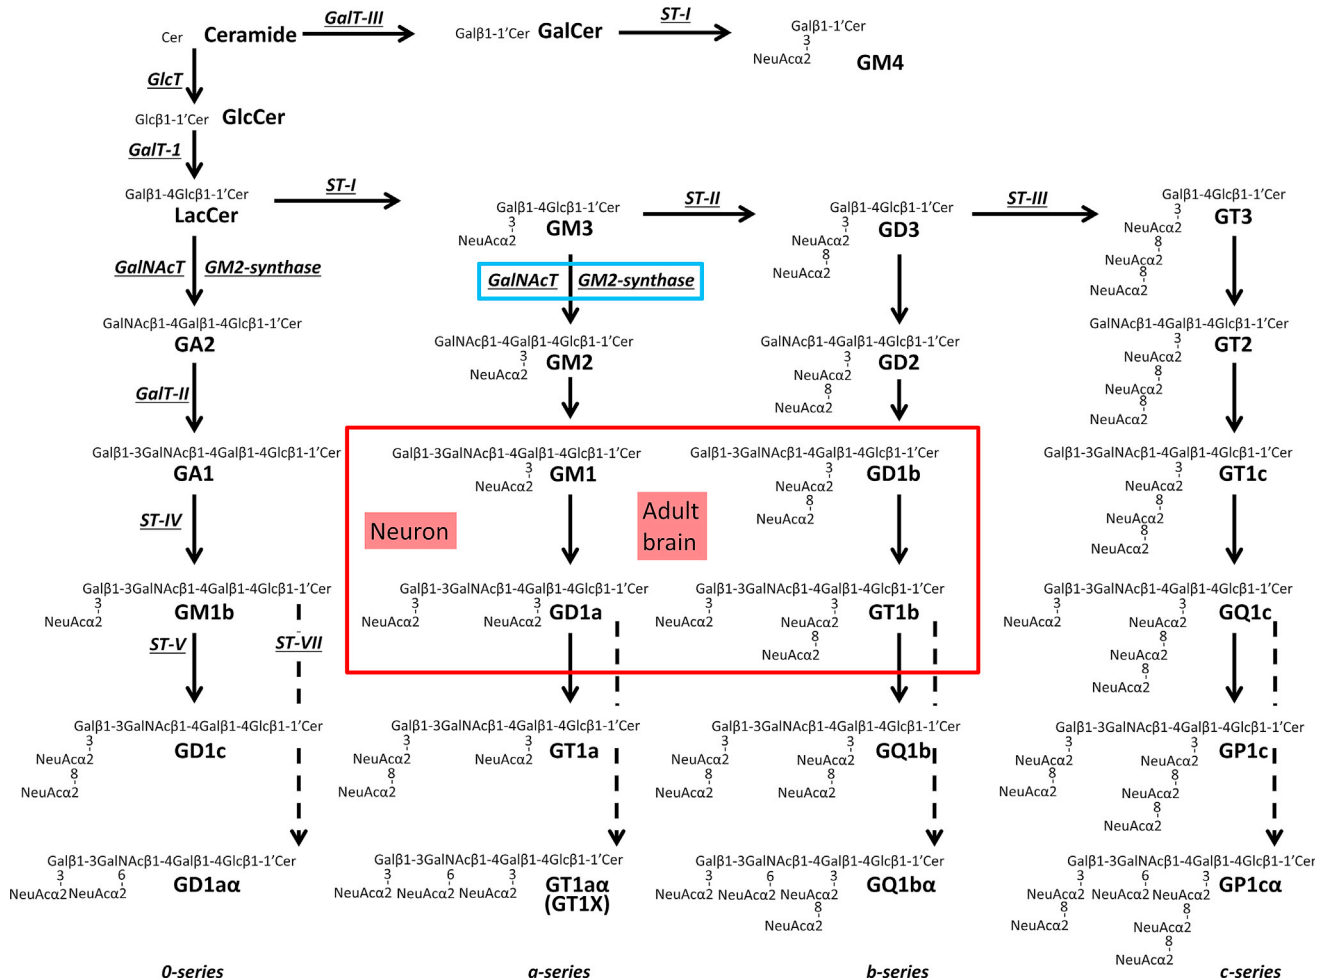 GalT-III
ST-I
Cer Ceramide
Galβ1-1'Cer GalCer
Galβ1-1'Cer
3
NeuAcα2
GM4
GlcT
Glcβ1-1'Cer GlcCer
GalT-1
Galβ1-4Glcβ1-1'Cer
LacCer
ST-I
Galβ1-4Glcβ1-1'Cer
3
NeuAcα2
GM3
ST-II
Galβ1-4Glcβ1-1'Cer
3
NeuAcα2
8
NeuAcα2
GD3
ST-III
Galβ1-4Glcβ1-1'Cer
3
NeuAcα2
8
NeuAcα2
8
NeuAcα2
GT3
GalNAcT GM2-synthase
GalNAcT GM2-synthase
GalNAcβ1-4Galβ1-4Glcβ1-1'Cer
GA2
GalNAcβ1-4Galβ1-4Glcβ1-1'Cer
3
NeuAcα2
GM2
GalNAcβ1-4Galβ1-4Glcβ1-1'Cer
3
NeuAcα2
8
NeuAcα2
GD2
GalNAcβ1-4Galβ1-4Glcβ1-1'Cer
3
NeuAcα2
8
NeuAcα2
8
NeuAcα2
GT2
GalT-II
Galβ1-3GalNAcβ1-4Galβ1-4Glcβ1-1'Cer
GA1
Galβ1-3GalNAcβ1-4Galβ1-4Glcβ1-1'Cer
3
NeuAcα2
GM1
Galβ1-3GalNAcβ1-4Galβ1-4Glcβ1-1'Cer
3
NeuAcα2
8
NeuAcα2
GD1b
Galβ1-3GalNAcβ1-4Galβ1-4Glcβ1-1'Cer
3
NeuAcα2
8
NeuAcα2
8
NeuAcα2
GT1c
ST-IV
Neuron
Adult
brain
Galβ1-3GalNAcβ1-4Galβ1-4Glcβ1-1'Cer
3
NeuAcα2
GM1b
Galβ1-3GalNAcβ1-4Galβ1-4Glcβ1-1'Cer
3 3
NeuAcα2 NeuAcα2
GD1a
Galβ1-3GalNAcβ1-4Galβ1-4Glcβ1-1'Cer
3 3
NeuAcα2 NeuAcα2
8
NeuAcα2
GT1b
Galβ1-3GalNAcβ1-4Galβ1-4Glcβ1-1'Cer
3 3
NeuAcα2 NeuAcα2
8
NeuAcα2
8
NeuAcα2
GQ1c
ST-V
ST-VII
Galβ1-3GalNAcβ1-4Galβ1-4Glcβ1-1'Cer
3
NeuAcα2
8
NeuAcα2
GD1c
Galβ1-3GalNAcβ1-4Galβ1-4Glcβ1-1'Cer
3 3
NeuAcα2 NeuAcα2
8
NeuAcα2
GT1a
Galβ1-3GalNAcβ1-4Galβ1-4Glcβ1-1'Cer
3 3
NeuAcα2 NeuAcα2
8 8
NeuAcα2 NeuAcα2
GQ1b
Galβ1-3GalNAcβ1-4Galβ1-4Glcβ1-1'Cer
3 3
NeuAcα2 NeuAcα2
8 8
NeuAcα2 NeuAcα2
8
NeuAcα2
GP1c
Galβ1-3GalNAcβ1-4Galβ1-4Glcβ1-1'Cer
3 6
NeuAcα2 NeuAcα2
GD1aα
Galβ1-3GalNAcβ1-4Galβ1-4Glcβ1-1'Cer
3 6 3
NeuAcα2 NeuAcα2 NeuAcα2
GT1aα
(GT1X)
Galβ1-3GalNAcβ1-4Galβ1-4Glcβ1-1'Cer
3 6 3
NeuAcα2 NeuAcα2 NeuAcα2
8
NeuAcα2
GQ1bα
Galβ1-3GalNAcβ1-4Galβ1-4Glcβ1-1'Cer
3 6 3
NeuAcα2 NeuAcα2 NeuAcα2
8 8
NeuAcα2 NeuAcα2
8
NeuAcα2
GP1cα
0-series
a-series
b-series
c-series